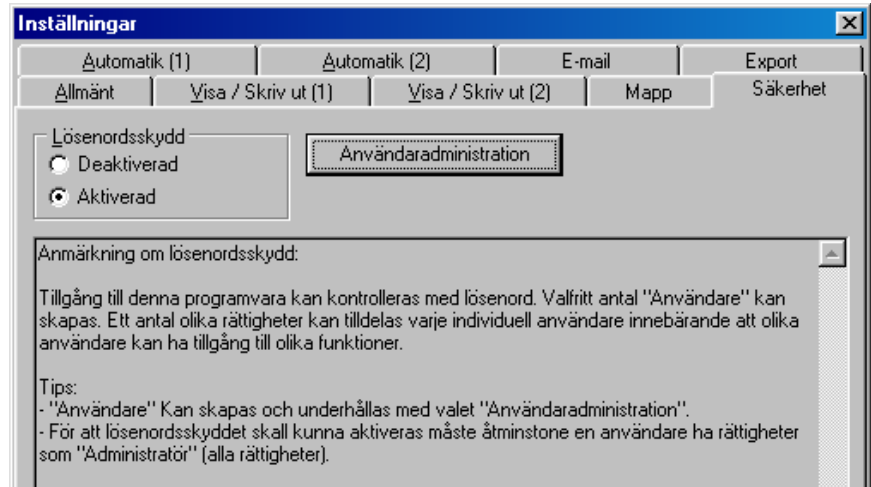 Inställningar
Automatik (1) Automatik (2) E-mail Export
Allmänt Visa / Skriv ut (1) Visa / Skriv ut (2) Mapp Säkerhet
Lösenordsskydd
Användaradministration
Deaktiverad
Aktiverad
Anmärkning om lösenordsskydd:
Tillgång till denna programvara kan kontrolleras med lösenord. Valfritt antal "Användare" kan
skapas. Ett antal olika rättigheter kan tilldelas varje individuell användare innebärande att olika
användare kan ha tillgång till olika funktioner.
Tips:
- "Användare" Kan skapas och underhållas med valet "Användaradministration".
- För att lösenordsskyddet skall kunna aktiveras måste åtminstone en användare ha rättigheter
som "Administratör" (alla rättigheter).